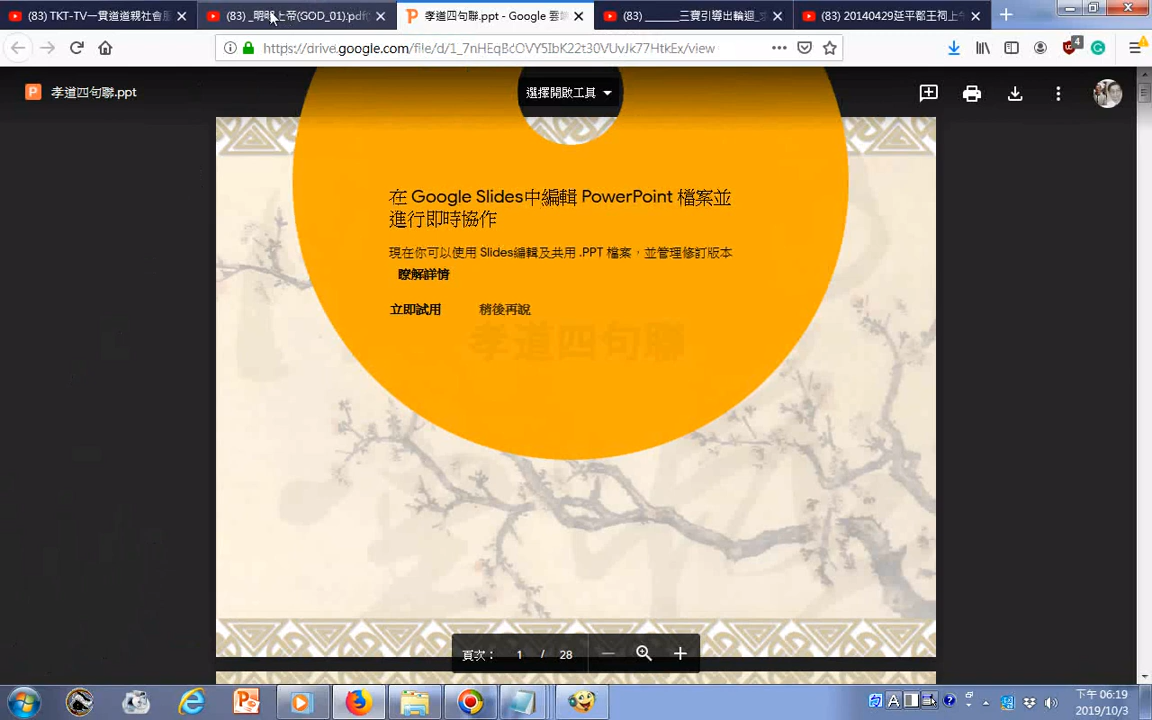 (83) TKT-TV一貫道道親社會服
(83) _明明上帝(GOD_01).pdf(
孝道四句聯.ppt - Google 雲端
(83) ______三寶引導出輪迴_
(83) 20140429延平郡王祠上午
https://drive.google.com/file/d/1_7nHEqBdOVY5IbK22t30VUvJk77HtkEx/view
4
P 孝道四句聯.ppt
選擇開啟工具
在 Google Slides中編輯 PowerPoint 檔案並
進行即時協作
現在你可以使用 Slides編輯及共用 .PPT 檔案，並管理修訂版本
瞭解詳情
立即試用 稍後再說
孝道四句聯
頁次： 1 / 28
下午 06:19
2019/10/3